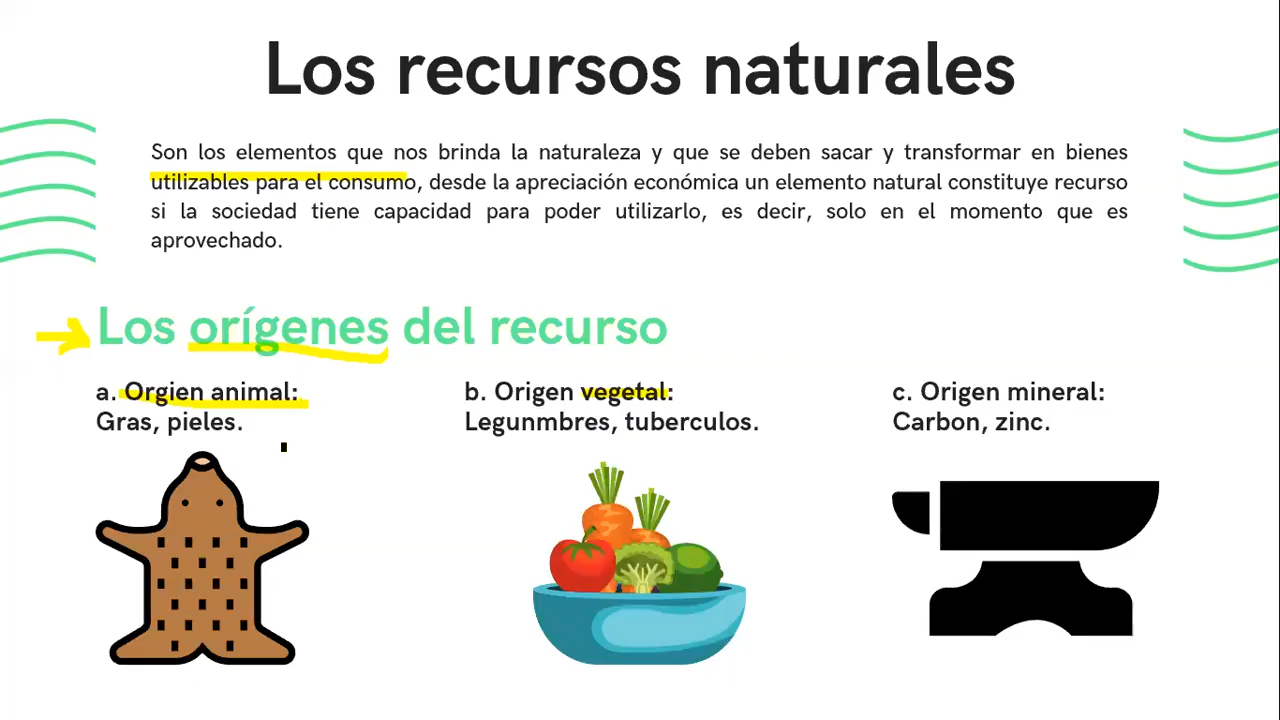 Los recursos naturales
Son los elementos que nos brinda la naturaleza y que se deben sacar y transformar en bienes
utilizables para el consumo, desde la apreciación económica un elemento natural constituye recurso
si la sociedad tiene capacidad para poder utilizarlo, es decir, solo en el momento que es
aprovechado.
Los orígenes del recurso
a. Orgien animal:
Gras, pieles.
b. Origen vegetal:
Legunmbres, tuberculos.
c. Origen mineral:
Carbon, zinc.